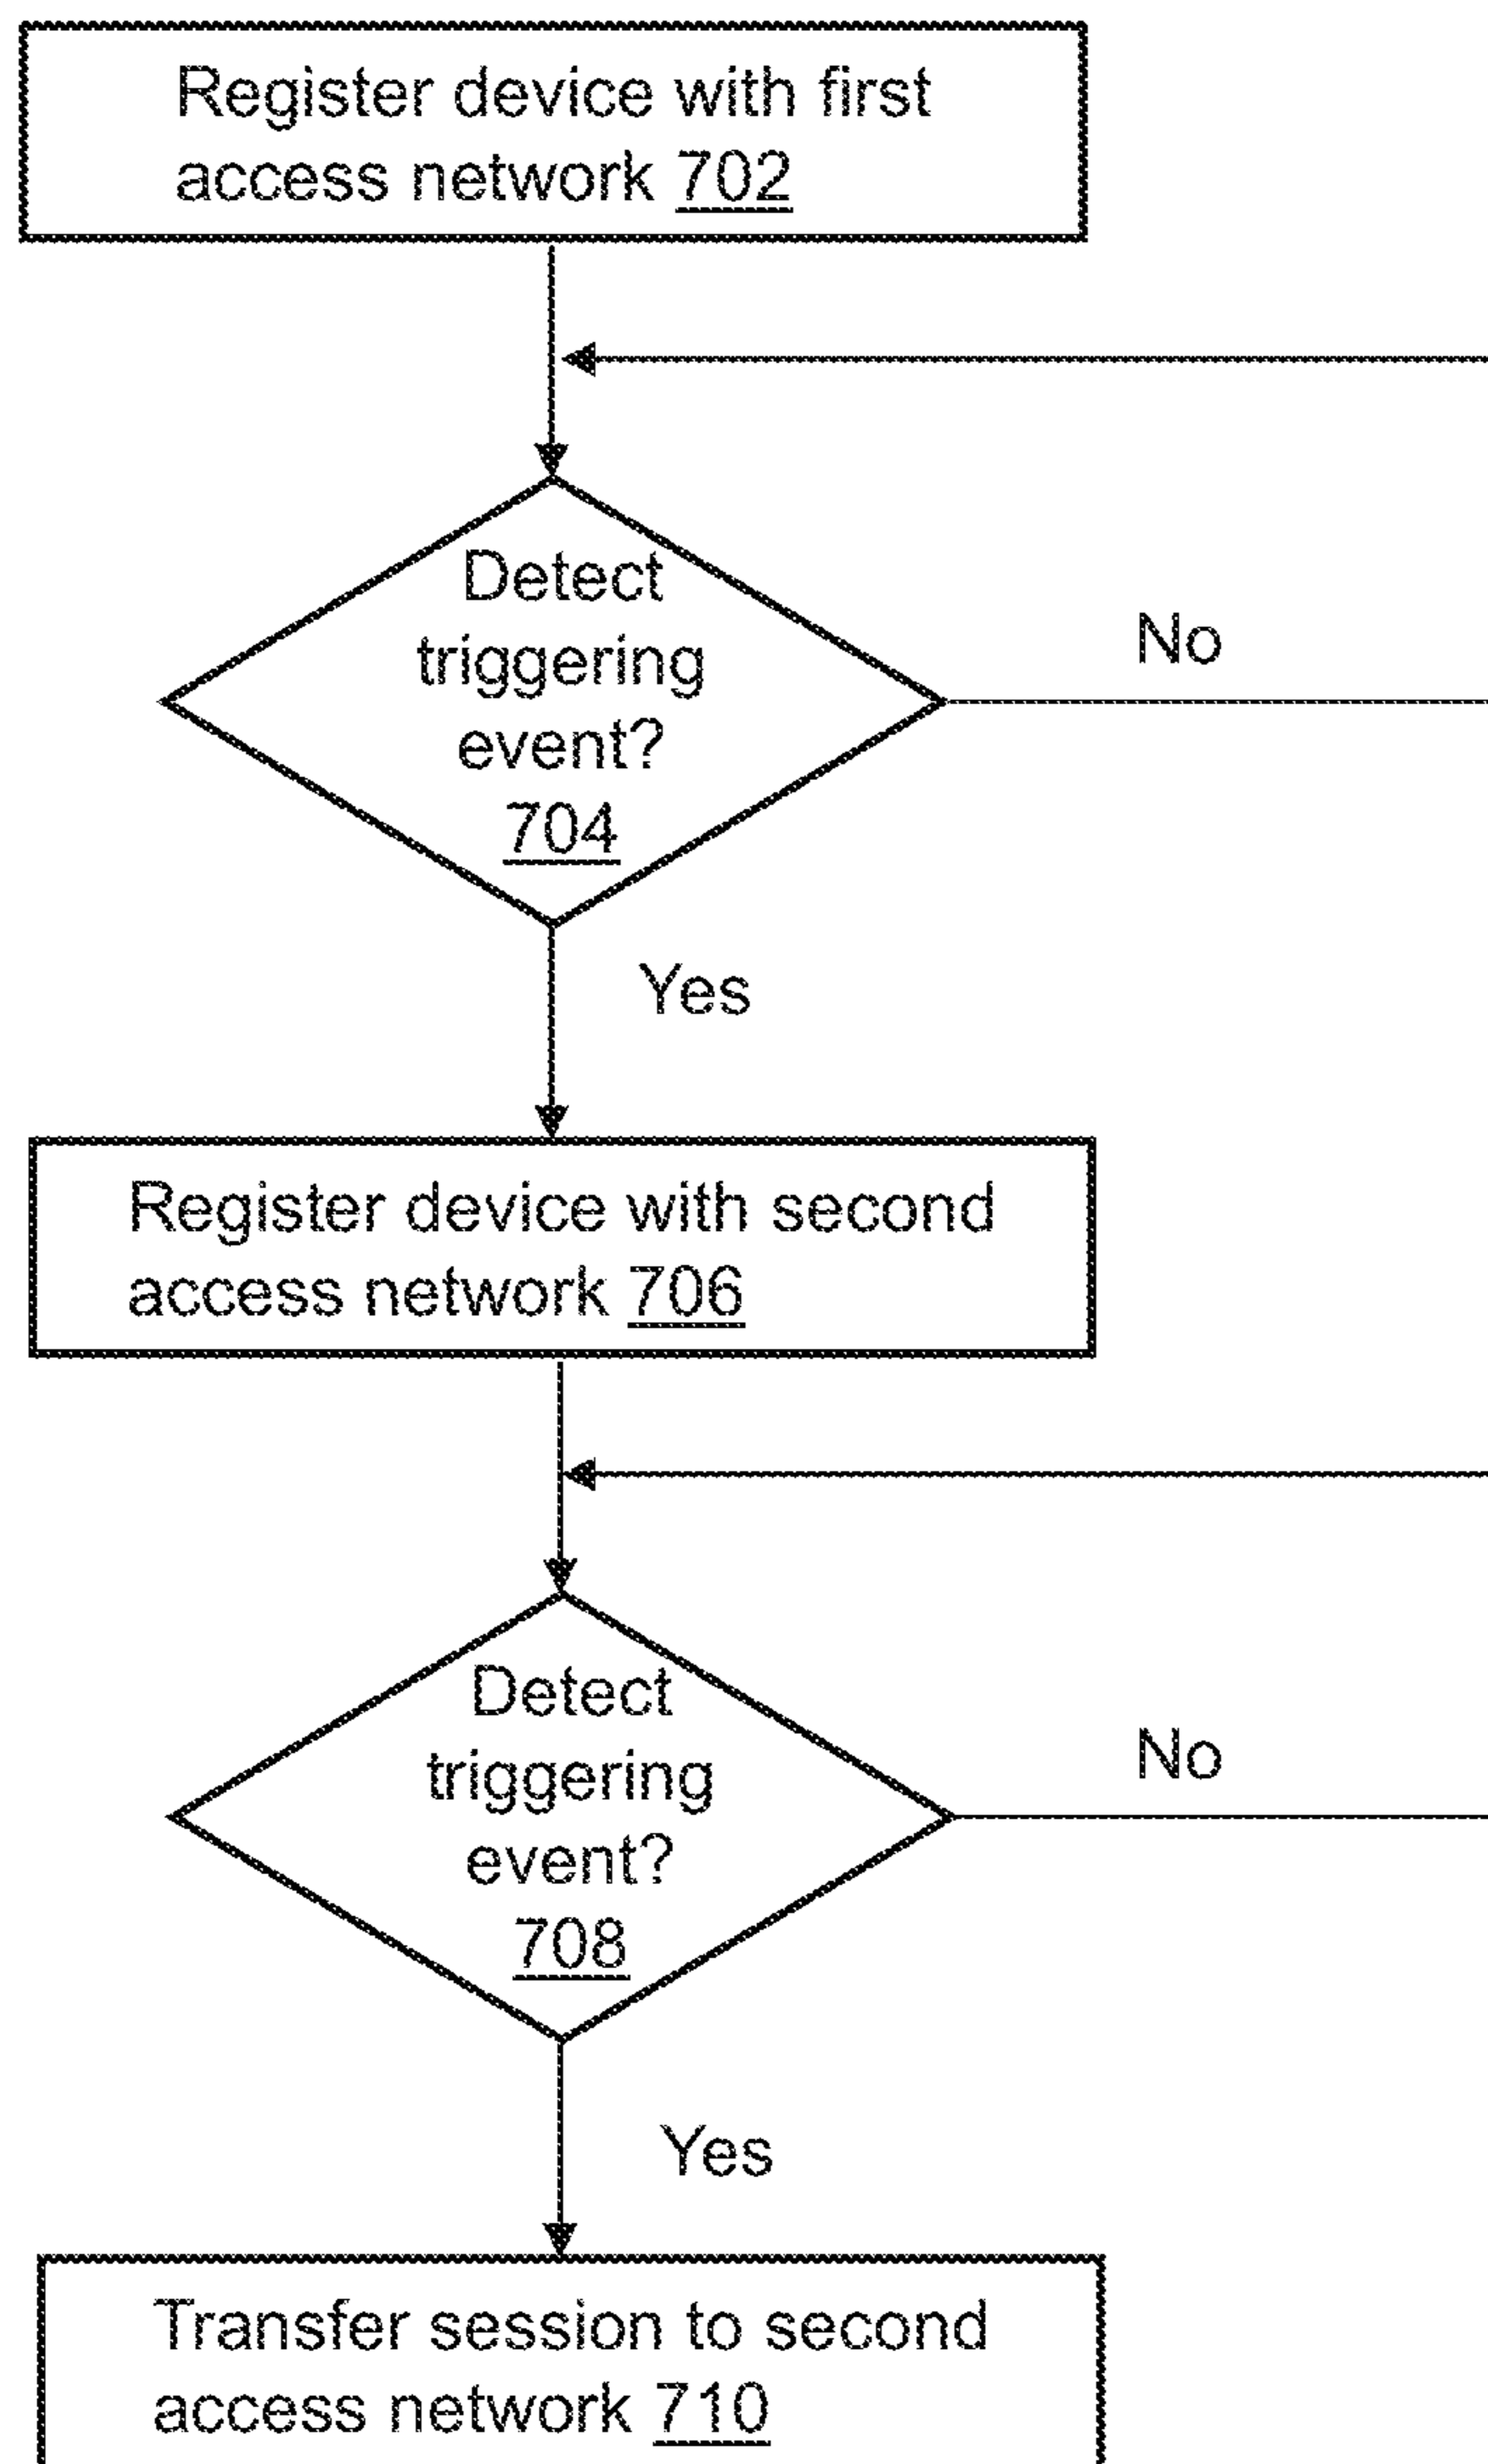 Register device with first
access network 702
Detect
triggering
event?
704
No
Yes
Register device with second
access network 706
Detect
triggering
event?
708
No
Yes
Transfer session to second
access network 710